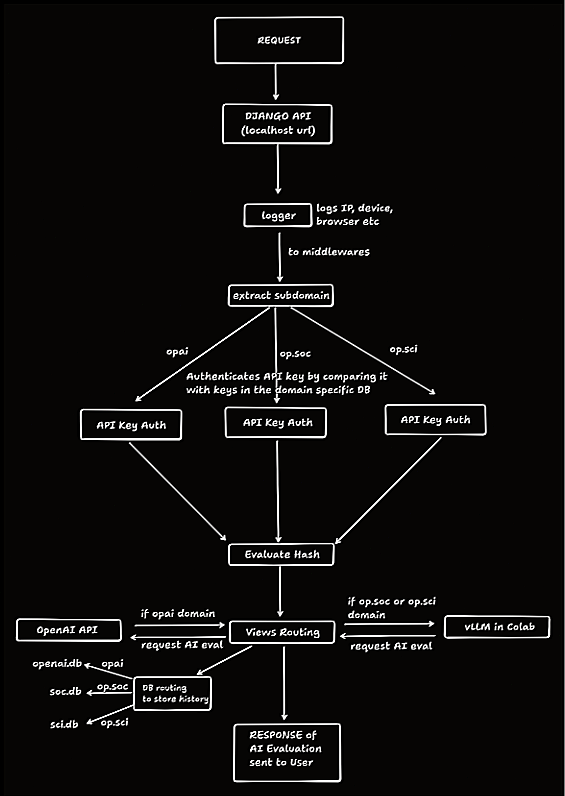 REQUEST
DJANGO API
(localhost url)
logger
logs IP, device,
browser etc
to middlewares
extract subdomain
opai
op.soc
op.sci
Authenticates API key by comparing it
with keys in the domain specific DB
API Key Auth
API Key Auth
API Key Auth
Evaluate Hash
if opai domain
if op.soc or op.sci
domain
OpenAI API
Views Routing
vLLM in Colab
request AI eval
request AI eval
openai.db
opai
soc.db
op.soc
sci.db
op.sci
DB routing
to store history
RESPONSE of
AI Evaluation
sent to User